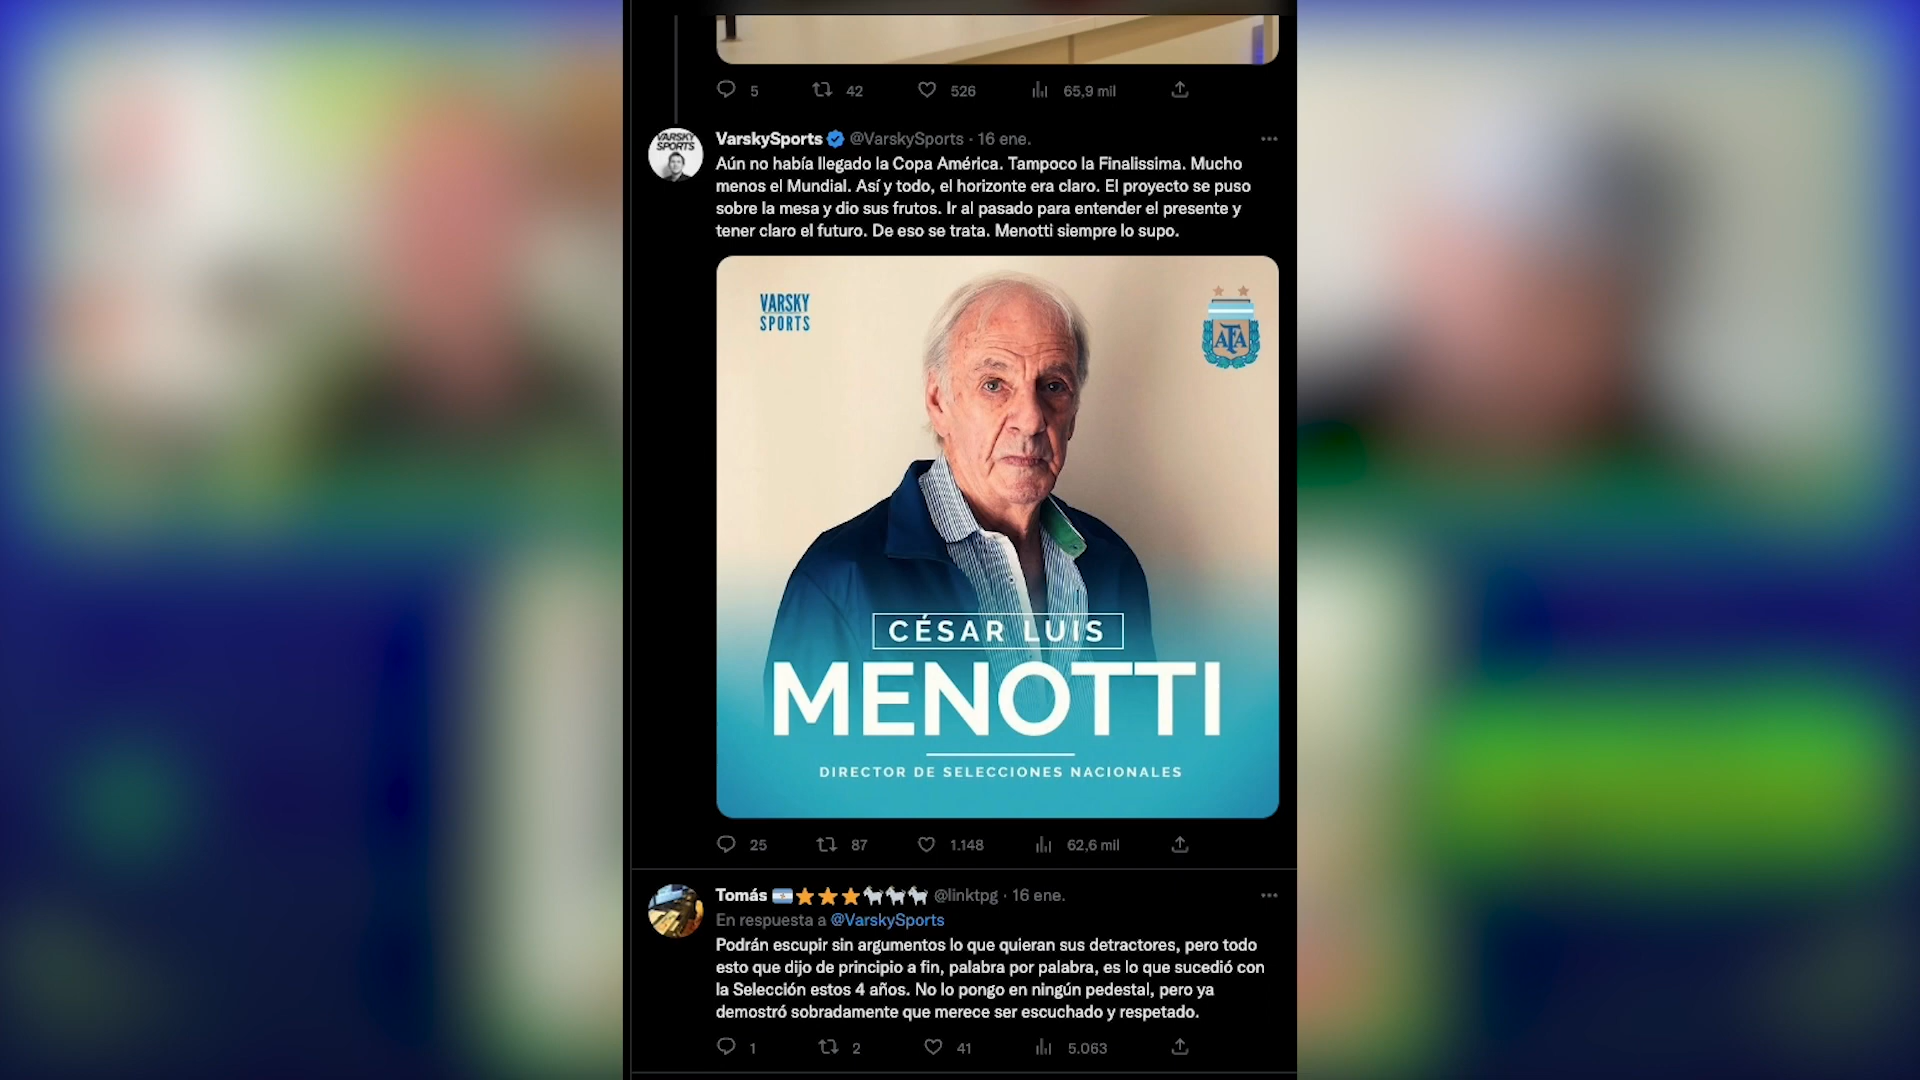 5 42 526 65,9 mil
VARSKY
SPORTS
VarskySports @VarskySports · 16 ene.
Aún no había llegado la Copa América. Tampoco la Finalissima. Mucho
menos el Mundial. Así y todo, el horizonte era claro. El proyecto se puso
sobre la mesa y dio sus frutos. Ir al pasado para entender el presente y
tener claro el futuro. De eso se trata. Menotti siempre lo supo.
VARSKY
SPORTS
AFA
CÉSAR LUIS
MENOTTI
DIRECTOR DE SELECCIONES NACIONALES
25 87 1.148 62,6 mil
Tomás @linktpg · 16 ene.
En respuesta a @VarskySports
Podrán escupir sin argumentos lo que quieran sus detractores, pero todo
esto que dijo de principio a fin, palabra por palabra, es lo que sucedió con
la Selección estos 4 años. No lo pongo en ningún pedestal, pero ya
demostró sobradamente que merece ser escuchado y respetado.
1 2 41 5.063